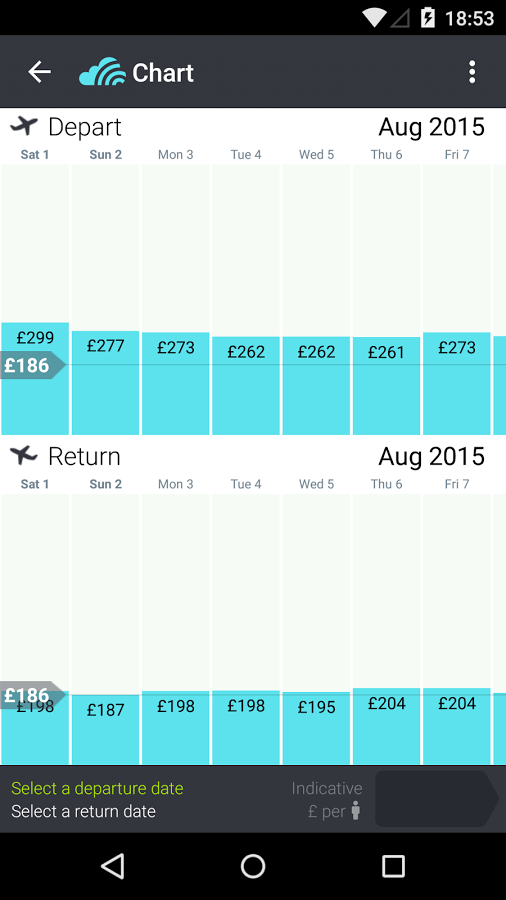 18:53
Chart
Depart Aug 2015
Sat 1 Sun 2 Mon 3 Tue 4 Wed 5 Thu 6 Fri 7
£299 £277 £273 £262 £262 £261 £273
£186
Return Aug 2015
Sat 1 Sun 2 Mon 3 Tue 4 Wed 5 Thu 6 Fri 7
£186
£198 £187 £198 £198 £195 £204 £204
Select a departure date Indicative
Select a return date £ per